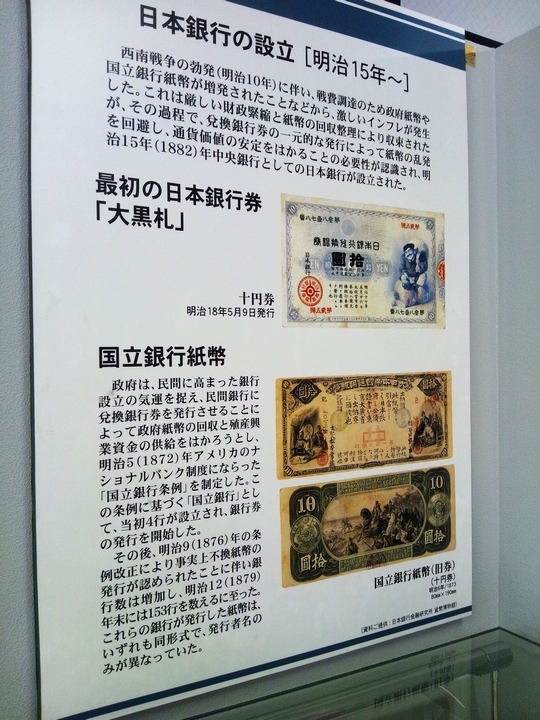 日本銀行の設立［明治15年～］
西南戦争の勃発(明治10年)に伴い、戦費調達のため政府紙幣や
国立銀行紙幣が増発されたことなどから、激しいインフレが発生
した。これは厳しい財政緊縮と紙幣の回収整理により収束された
が、その過程で、兌換銀行券の一元的な発行によって紙幣の乱発
を回避し、通貨価値の安定をはかることの必要性が認識され、明
治15年(1882)年中央銀行としての日本銀行が設立された。
最初の日本銀行券
「大黒札」
十円券
明治18年5月9日発行
圓拾
YEN
国立銀行紙幣
政府は、民間に高まった銀行
設立の気運を捉え、民間銀行に
兌換銀行券を発行させることに
よって政府紙幣の回収と殖産興
業資金の供給をはかろうとし、
明治5(1872)年アメリカのナ
ショナルバンク制度にならった
「国立銀行条例」を制定した。こ
の条例に基づく「国立銀行」とし
て、当初4行が設立され、銀行券
の発行を開始した。
その後、明治9(1876)年の条
例改正により事実上不換紙幣の
発行が認められたことに伴い銀
行数は増加し、明治12(1879)
年末には153行を数えるに至った。
これらの銀行が発行した紙幣は、
いずれも同形式で、発行者名の
みが異なっていた。
10
10
圓拾
圓拾
国立銀行紙幣(旧券)
(十円券)
明治6年/1873
80mm×190mm
(資料ご提供：日本銀行金融研究所 貨幣博物館)